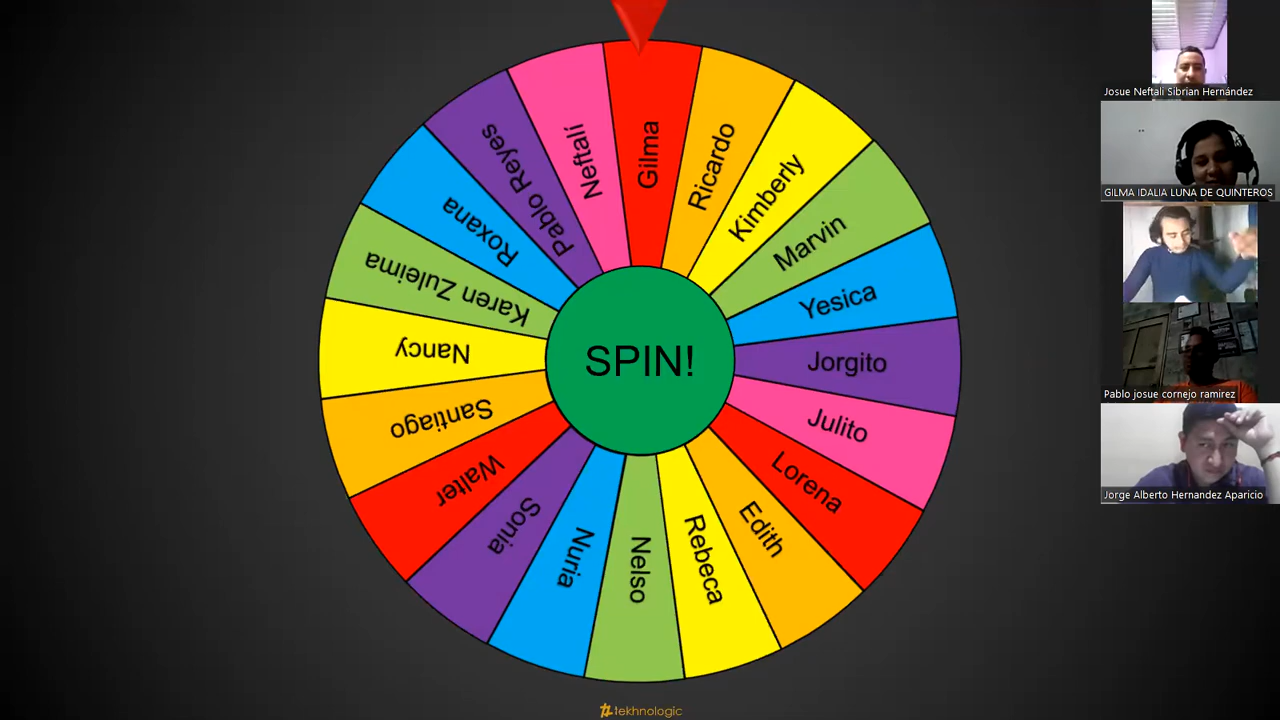 Gilma
Ricardo
Kimberly
Marvin
Yesica
Jorgito
Julito
Lorena
Edith
Rebeca
Nelso
Nuria
Sonia
Walter
Santiago
Nancy
Karen Zuleima
Roxana
Pablo Reyes
Neftalí
SPIN!
tekhnologic
Josue Neftali Sibrian Hernández
GILMA IDALIA LUNA DE QUINTEROS
Pablo josue cornejo ramirez
Jorge Alberto Hernandez Aparicio